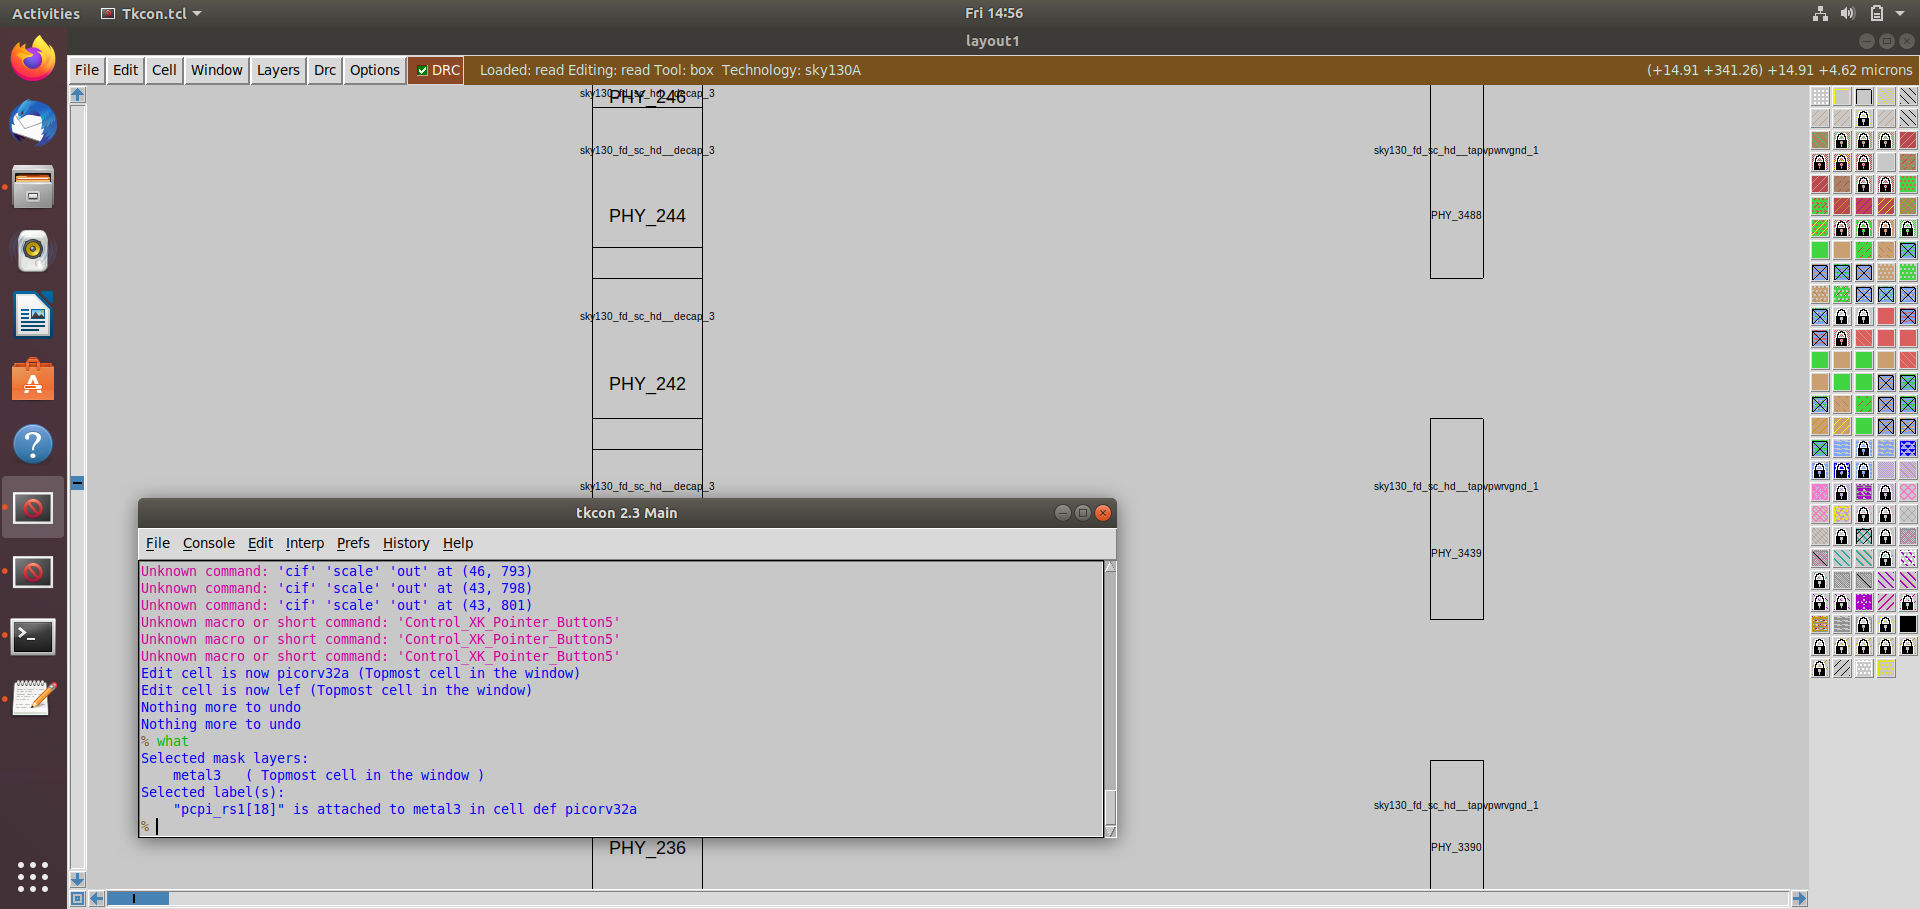 Activities
Tkcon.tcl
Fri 14:56
layout1
File Edit Cell Window Layers Drc Options DRC Loaded: read Editing: read Tool: box Technology: sky130A (+14.91 +341.26) +14.91 +4.62 microns
PHY_246
sky130_fd_sc_hd__decap_3
sky130_fd_sc_hd__decap_3
sky130_fd_sc_hd__tapvpwrvgnd_1
PHY_244
PHY_3488
sky130_fd_sc_hd__decap_3
PHY_242
sky130_fd_sc_hd__decap_3
sky130_fd_sc_hd__tapvpwrvgnd_1
PHY_3439
tkcon 2.3 Main
File Console Edit Interp Prefs History Help
Unknown command: 'cif' 'scale' 'out' at (46, 793)
Unknown command: 'cif' 'scale' 'out' at (43, 798)
Unknown command: 'cif' 'scale' 'out' at (43, 801)
Unknown macro or short command: 'Control_XK_Pointer_Button5'
Unknown macro or short command: 'Control_XK_Pointer_Button5'
Unknown macro or short command: 'Control_XK_Pointer_Button5'
Edit cell is now picorv32a (Topmost cell in the window)
Edit cell is now lef (Topmost cell in the window)
Nothing more to undo
Nothing more to undo
% what
Selected mask layers:
metal3 ( Topmost cell in the window )
Selected label(s):
"pcpi_rs1[18]" is attached to metal3 in cell def picorv32a
%
sky130_fd_sc_hd__tapvpwrvgnd_1
PHY_236
PHY_3390